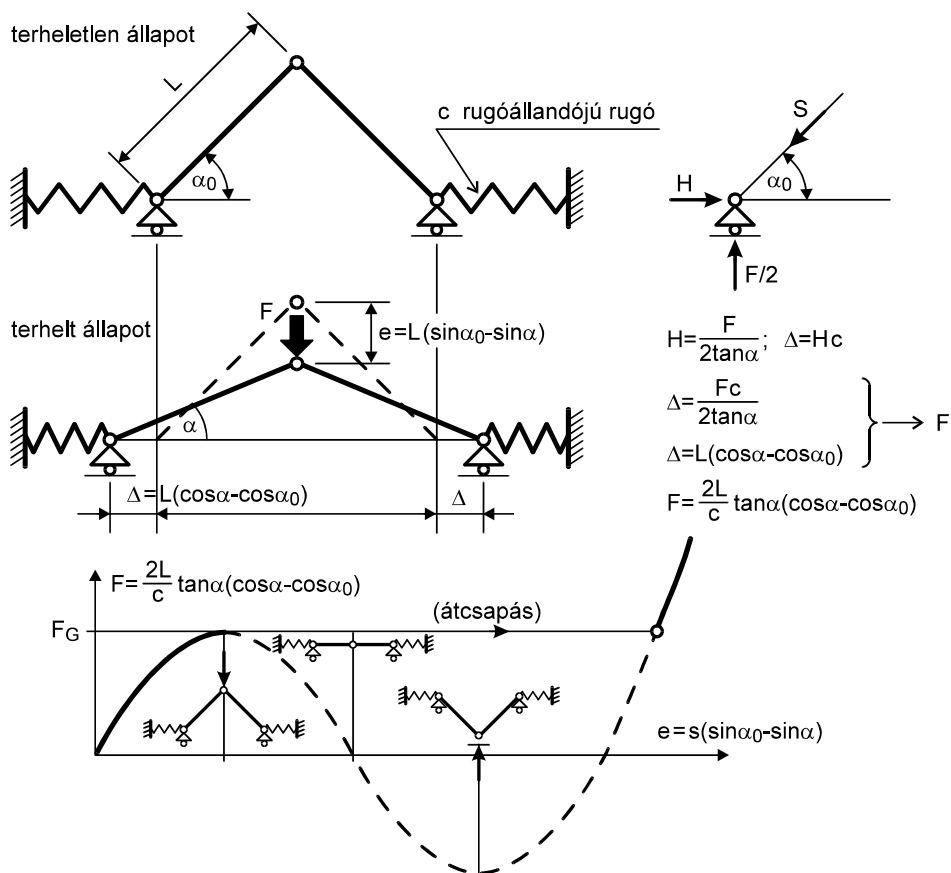 terheletlen állapot
L
α₀
c rugóállandójú rugó
S
H
α₀
F/2
terhelt állapot
F
e=L(sinα₀-sinα)
α
Δ=L(cosα-cosα₀)
Δ
H=F/2tanα; Δ=Hc
Δ=Fc/2tanα
Δ=L(cosα-cosα₀)
F
F=2L/c tanα(cosα-cosα₀)
F=2L/c tanα(cosα-cosα₀)
F_G
(átcsapás)
e=s(sinα₀-sinα)